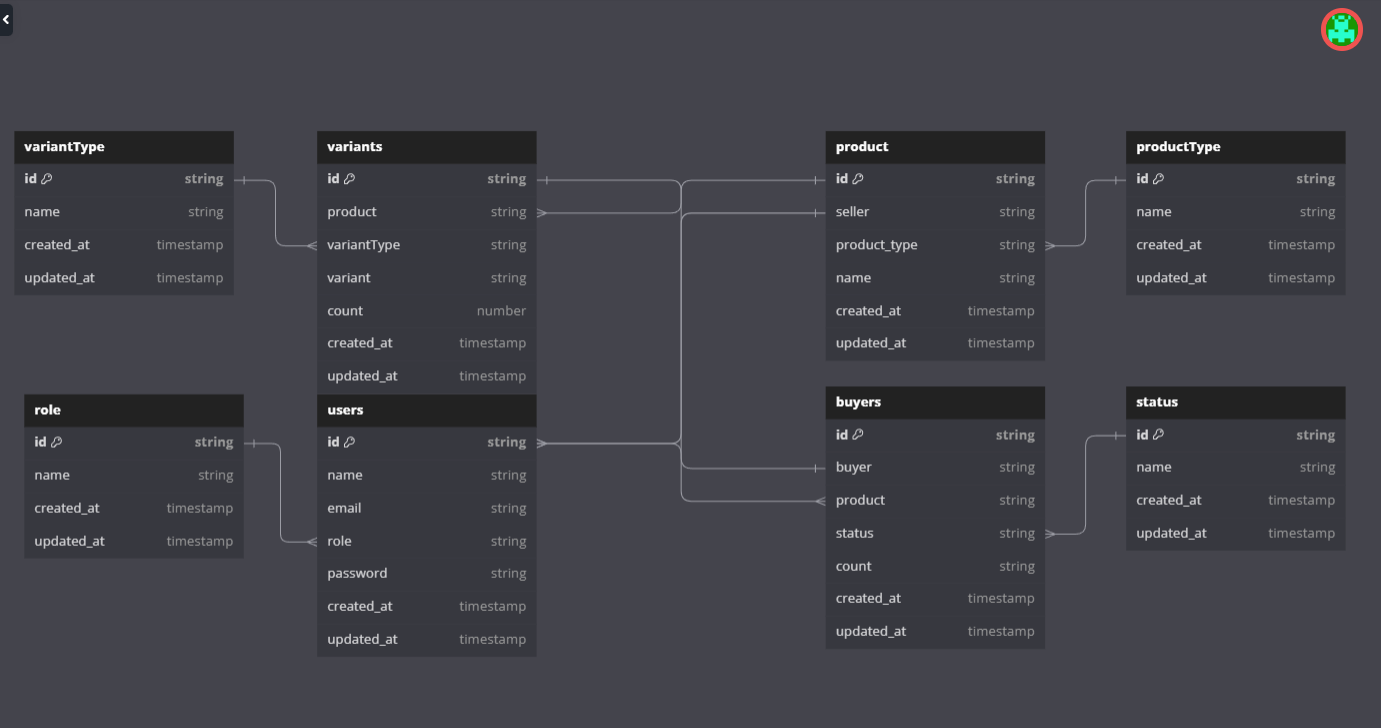 variantType
id string
name string
created_at timestamp
updated_at timestamp
variants
id string
product string
variantType string
variant string
count number
created_at timestamp
updated_at timestamp
product
id string
seller string
product_type string
name string
created_at timestamp
updated_at timestamp
productType
id string
name string
created_at timestamp
updated_at timestamp
role
id string
name string
created_at timestamp
updated_at timestamp
users
id string
name string
email string
role string
password string
created_at timestamp
updated_at timestamp
buyers
id string
buyer string
product string
status string
count string
created_at timestamp
updated_at timestamp
status
id string
name string
created_at timestamp
updated_at timestamp